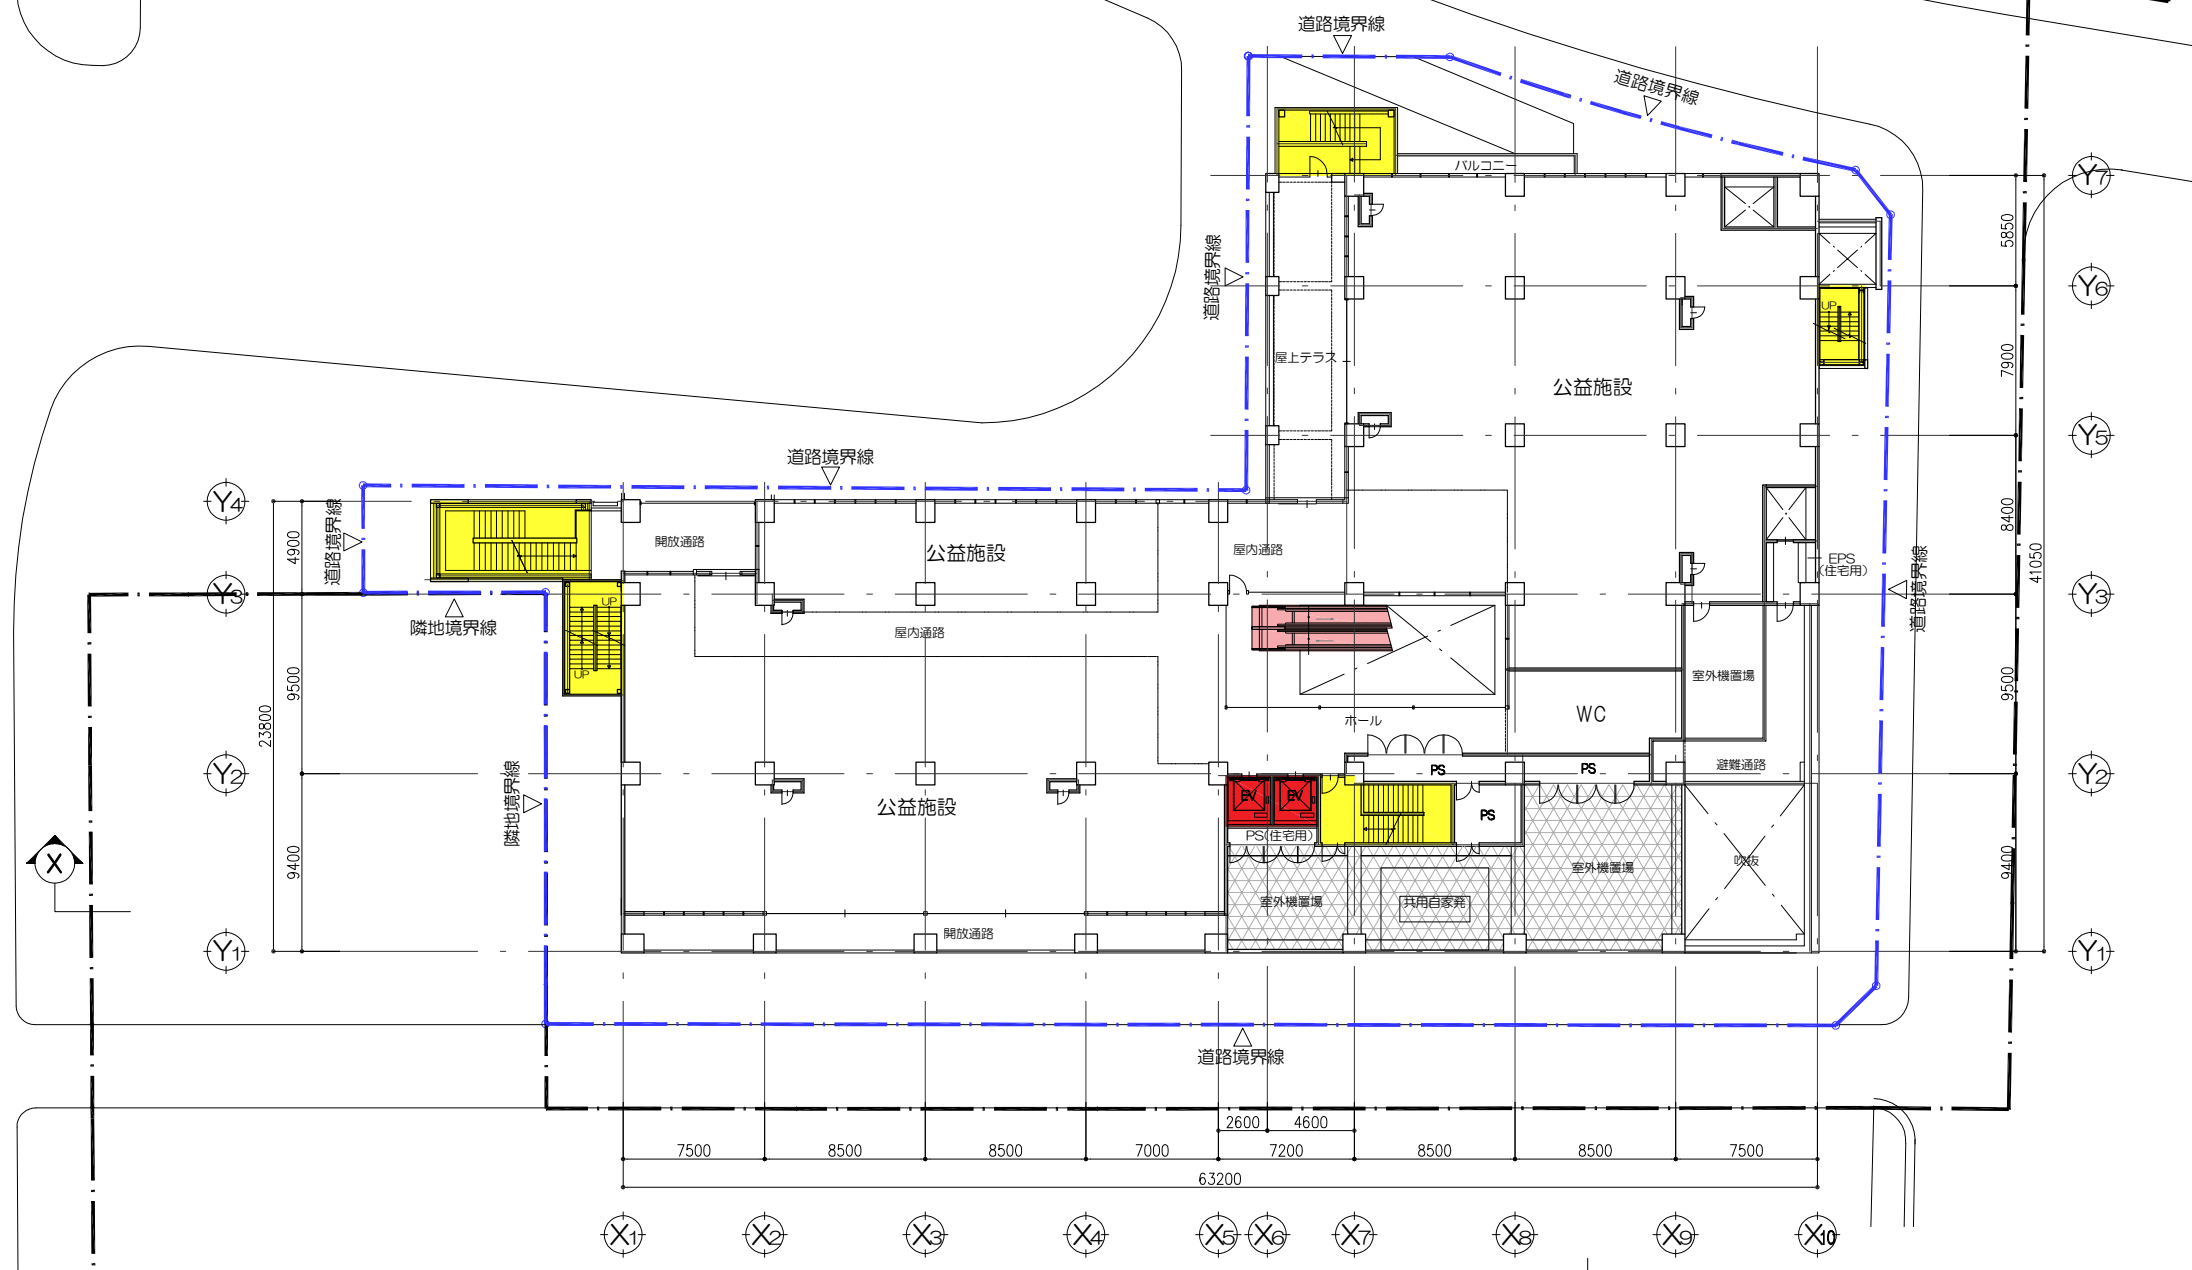 道路境界線
道路境界線
バルコニー
Y7
5850
道路境界線
Y6
UP
屋上テラス
公益施設
7900
Y5
道路境界線
Y4
道路境界線
4900
開放通路
公益施設
屋内通路
8400
41050
EPS
(住宅用)
道路境界線
Y3
隣地境界線
UP
屋内通路
Y3
9500
UP
室外機置場
9500
23800
ホール
WC
Y2
隣地境界線
PS
PS
避難通路
Y2
EV
EV
公益施設
PS
PS(住宅用)
X
9400
吹抜
9400
室外機置場
室外機置場
共用自家発
開放通路
Y1
Y1
道路境界線
2600
4600
7500
8500
8500
7000
7200
8500
8500
7500
63200
X1
X2
X3
X4
X5
X6
X7
X8
X9
X10